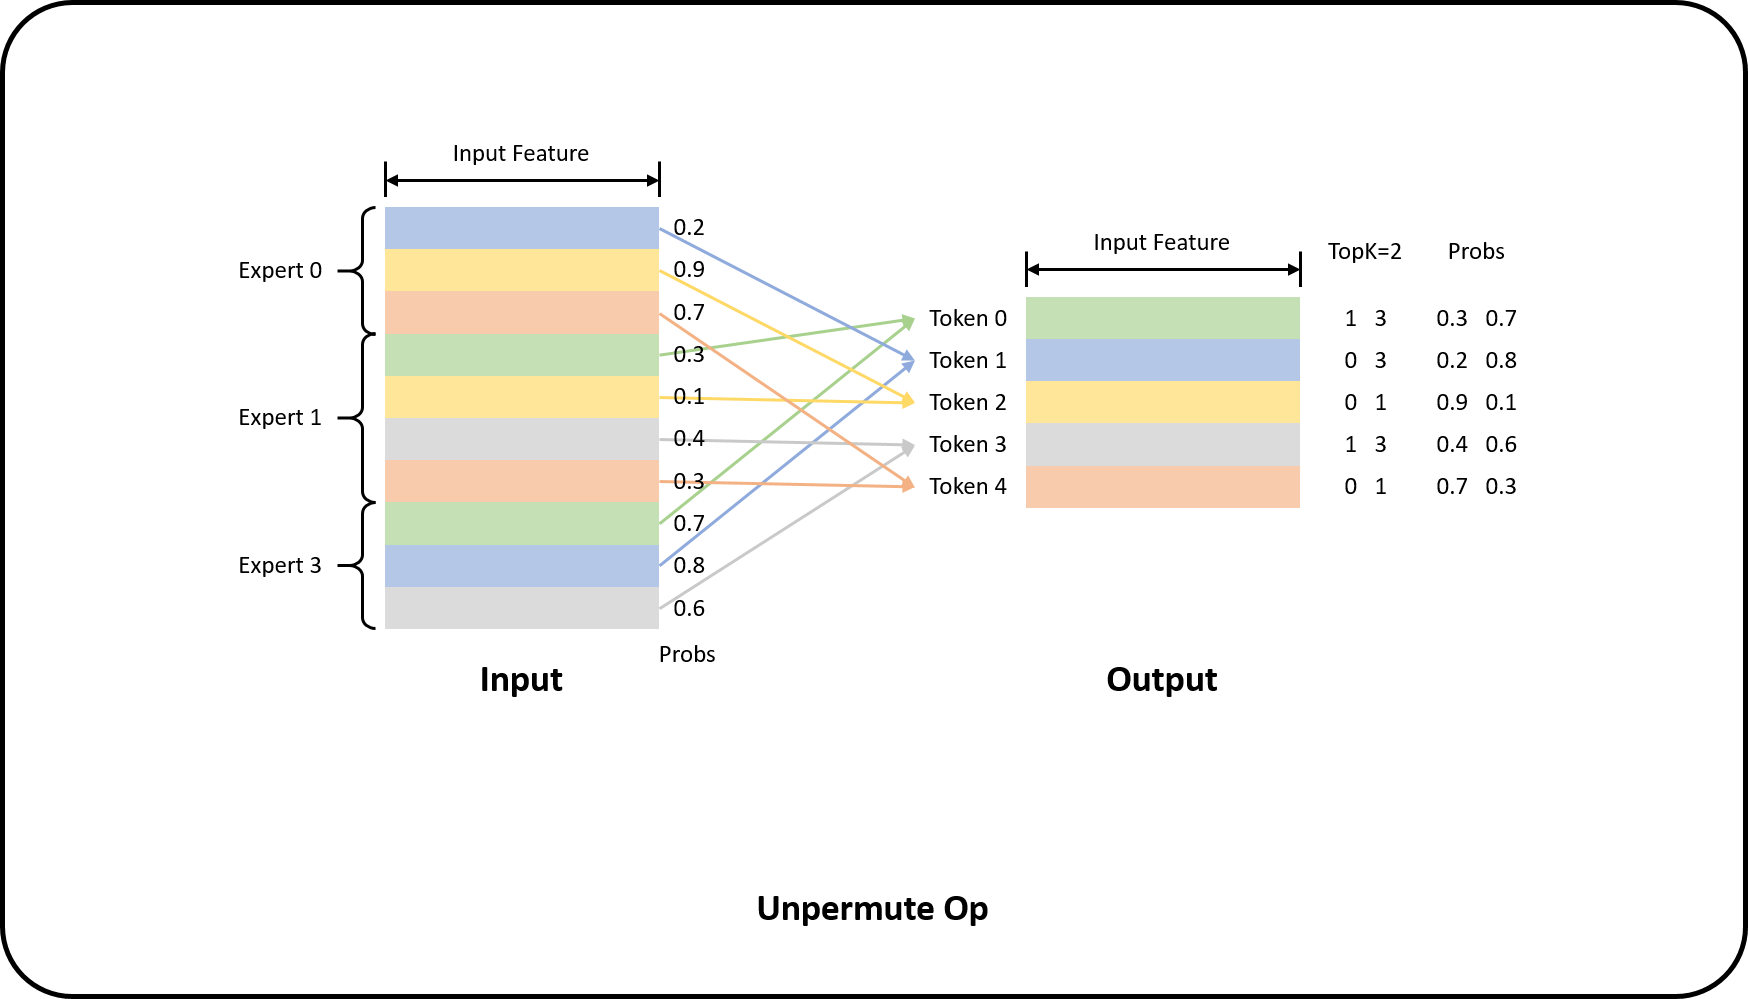 Input Feature
Expert 0
Expert 1
Expert 3
0.2
0.9
0.7
0.3
0.1
0.4
0.3
0.7
0.8
0.6
Probs
Input
Input Feature
TopK=2 Probs
Token 0 1 3 0.3 0.7
Token 1 0 3 0.2 0.8
Token 2 0 1 0.9 0.1
Token 3 1 3 0.4 0.6
Token 4 0 1 0.7 0.3
Output
Unpermute Op